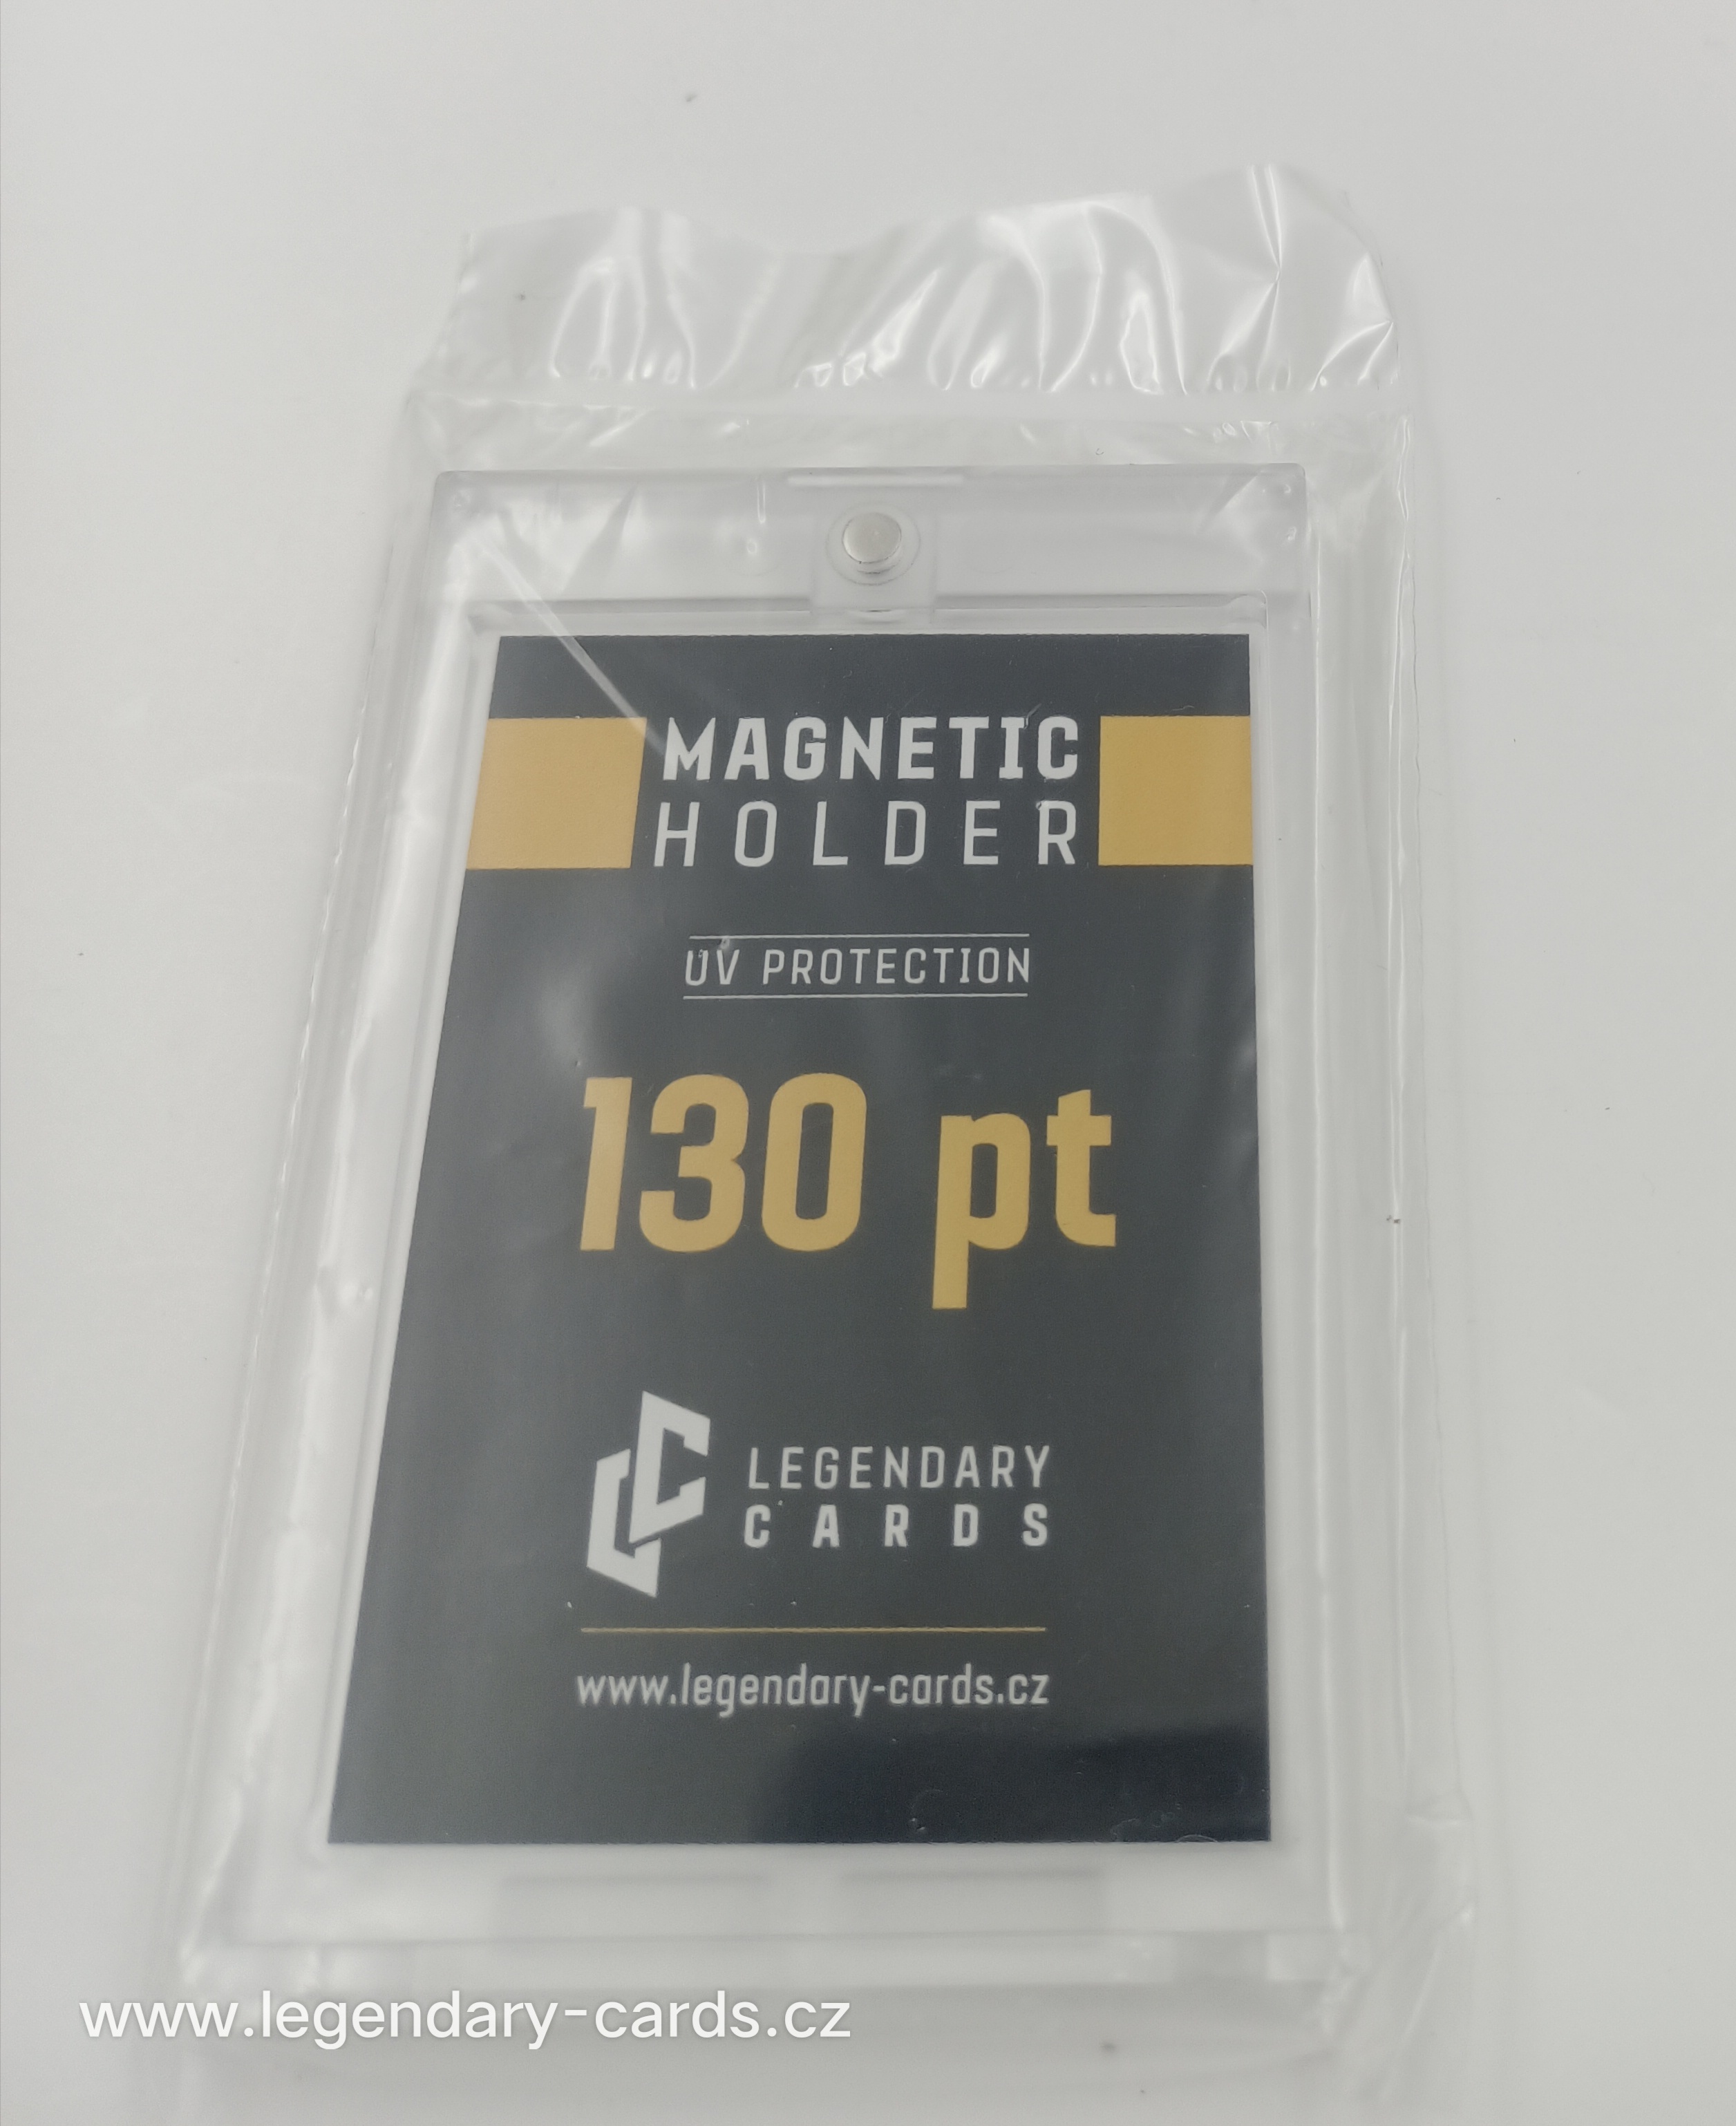 MAGNETIC
HOLDER
UV PROTECTION
130 pt
LEGENDARY
CARDS
www.legendary-cards.cz
www.legendary-cards.cz